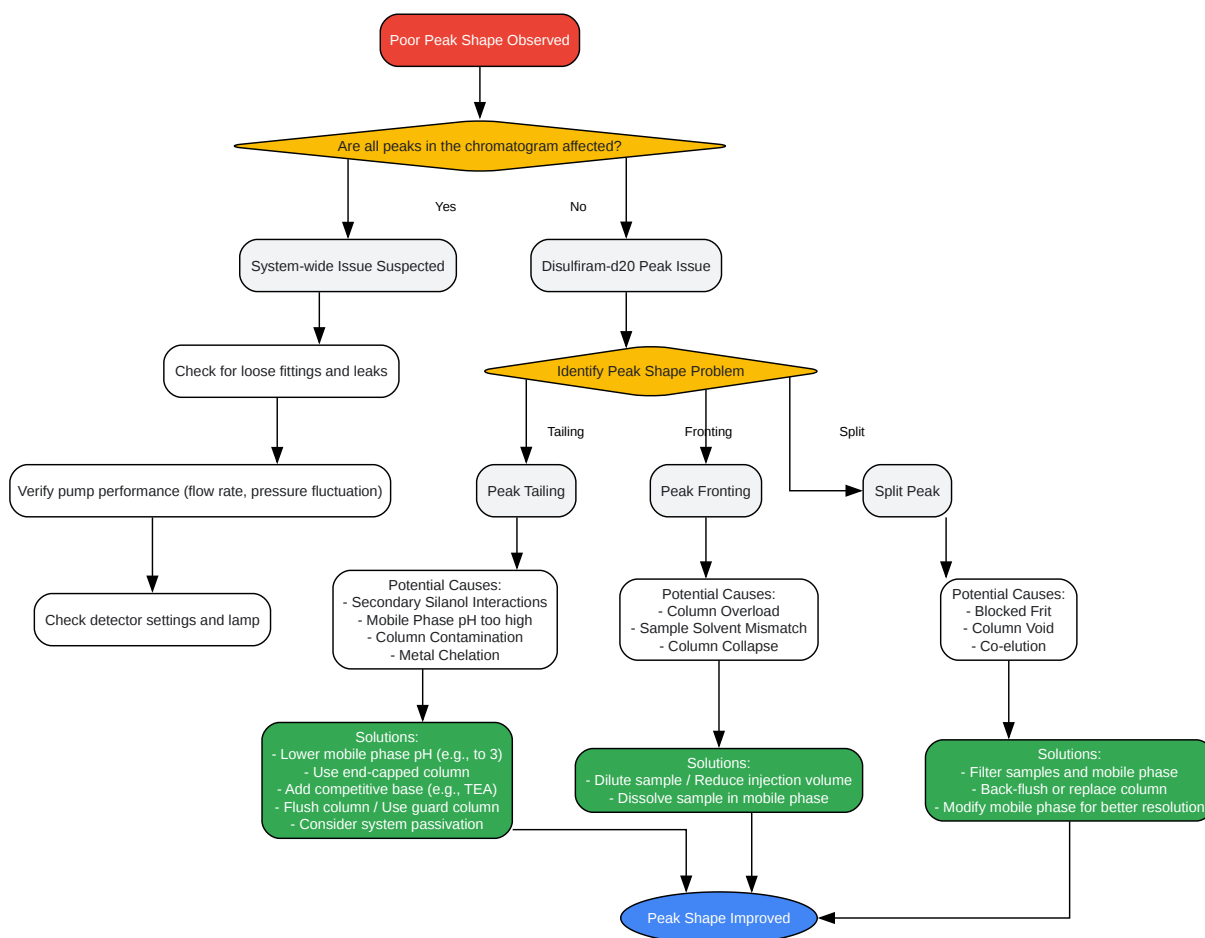 Poor Peak Shape Observed
Are all peaks in the chromatogram affected?
Yes
No
System-wide Issue Suspected
Disulfiram-d20 Peak Issue
Check for loose fittings and leaks
Identify Peak Shape Problem
Tailing
Fronting
Split
Verify pump performance (flow rate, pressure fluctuation)
Peak Tailing
Peak Fronting
Split Peak
Check detector settings and lamp
Potential Causes:
- Secondary Silanol Interactions
- Mobile Phase pH too high
- Column Contamination
- Metal Chelation
Potential Causes:
- Column Overload
- Sample Solvent Mismatch
- Column Collapse
Potential Causes:
- Blocked Frit
- Column Void
- Co-elution
Solutions:
- Lower mobile phase pH (e.g., to 3)
- Use end-capped column
- Add competitive base (e.g., TEA)
- Flush column / Use guard column
- Consider system passivation
Solutions:
- Dilute sample / Reduce injection volume
- Dissolve sample in mobile phase
Solutions:
- Filter samples and mobile phase
- Back-flush or replace column
- Modify mobile phase for better resolution
Peak Shape Improved